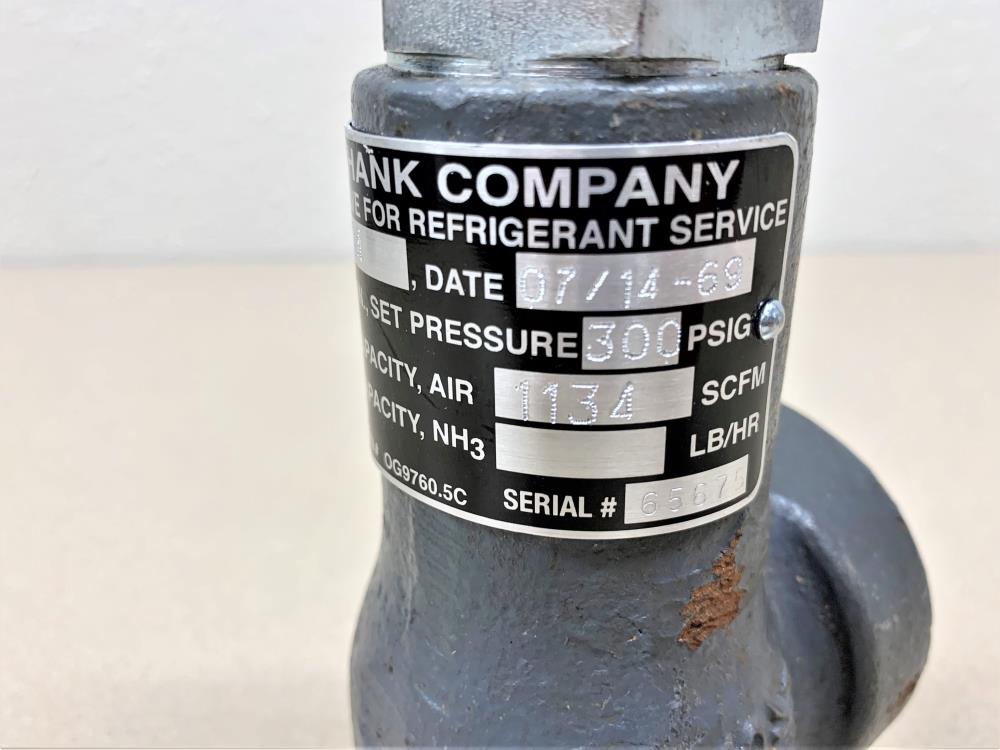 HANK COMPANY
E FOR REFRIGERANT SERVICE
, DATE 07/14-69
L, SET PRESSURE 300 PSIG
PACITY, AIR 1134 SCFM
PACITY, NH3 LB/HR
OG9760.5C SERIAL # 6567